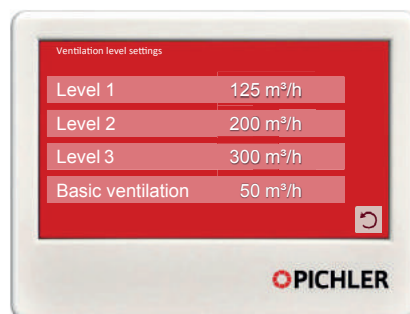 Ventilation level settings
Level 1 125 m³/h
Level 2 200 m³/h
Level 3 300 m³/h
Basic ventilation 50 m³/h
PICHLER